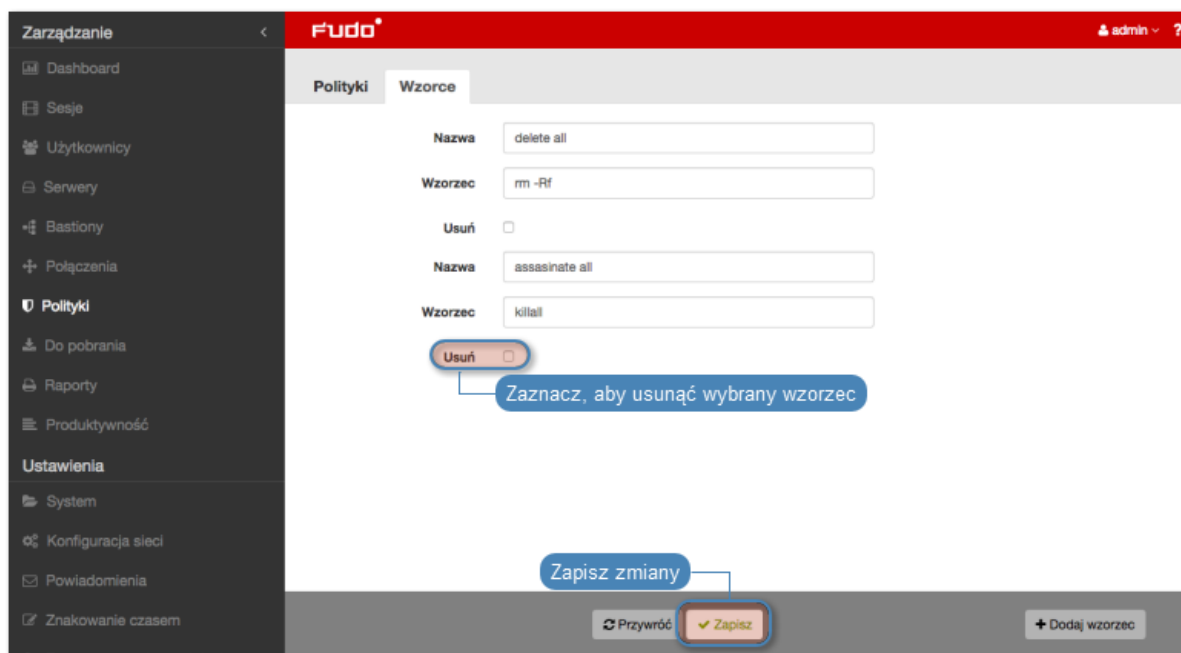 Zarządzanie
Fudo
admin
?
Dashboard
Polityki
Wzorce
Sesje
Nazwa
delete all
Użytkownicy
Wzorzec
rm -Rf
Serwery
Usuń
Bastiony
Nazwa
assasinate all
Połączenia
Wzorzec
killall
Polityki
Do pobrania
Usuń
Raporty
Zaznacz, aby usunąć wybrany wzorzec
Produktywność
Ustawienia
System
Konfiguracja sieci
Powiadomienia
Zapisz zmiany
Znakowanie czasem
Przywróć
Zapisz
+ Dodaj wzorzec